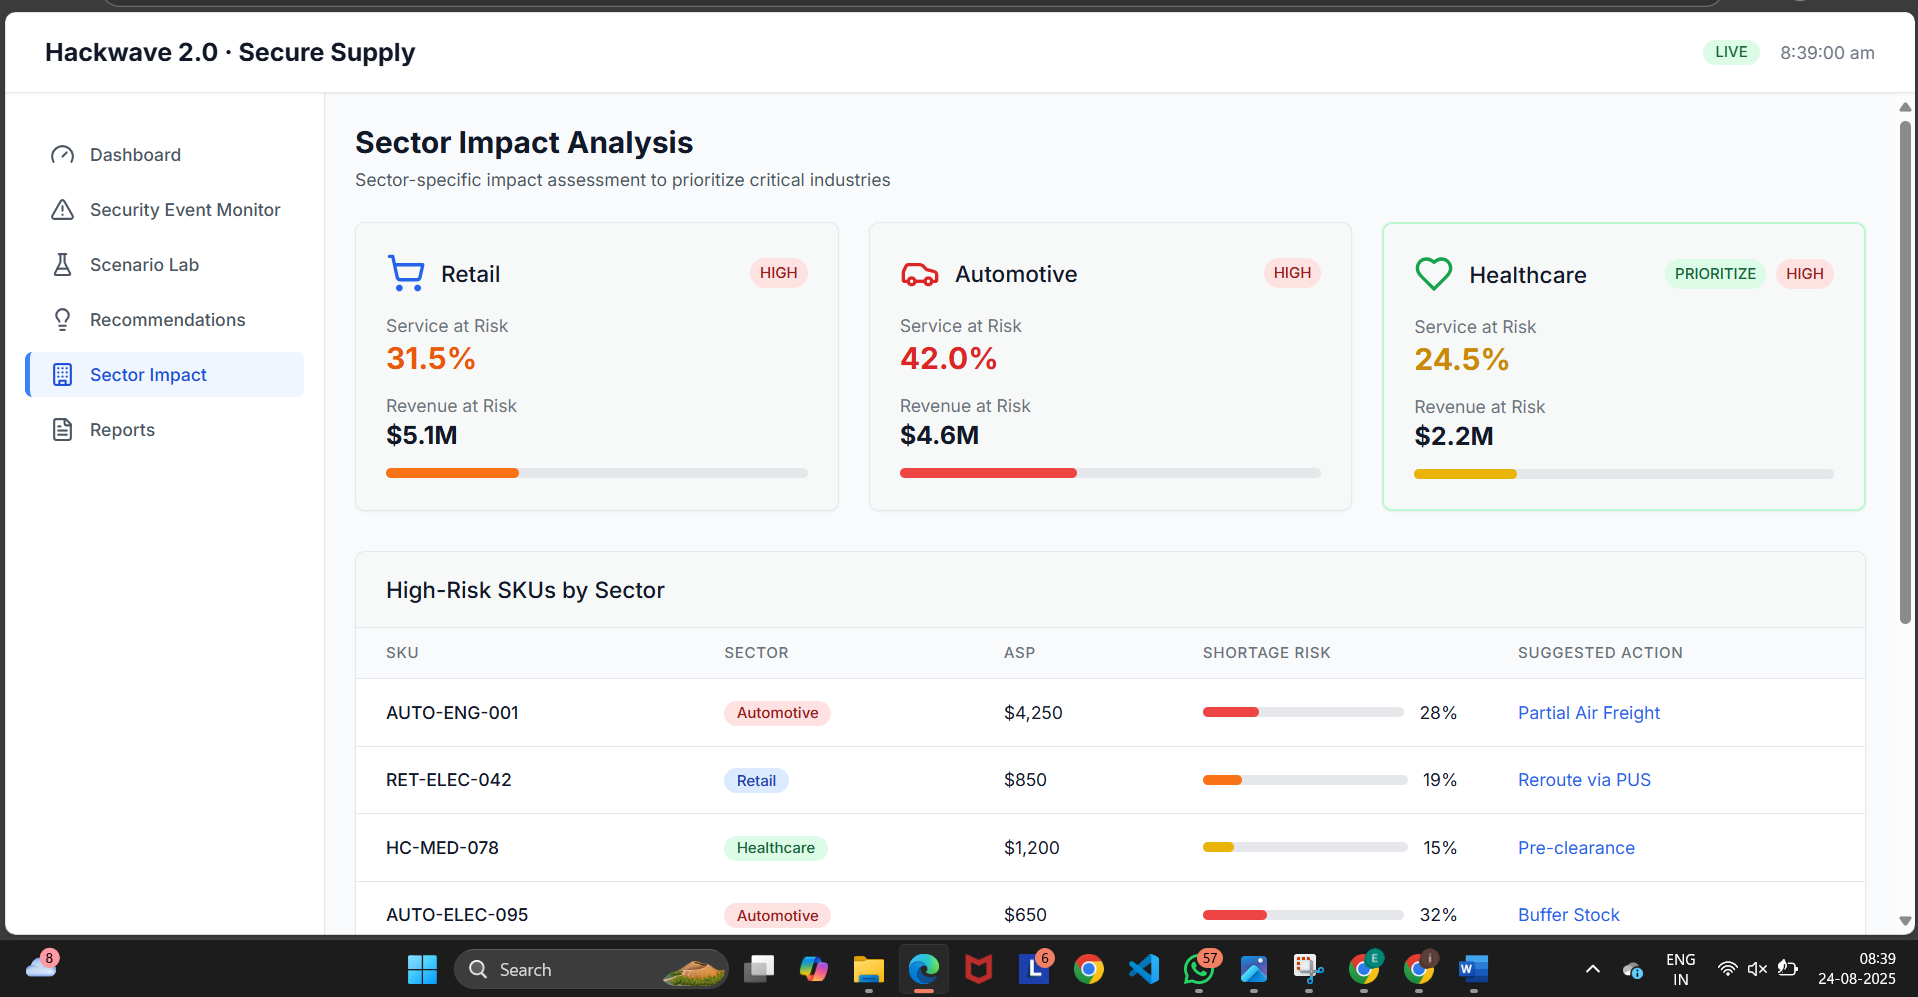 Hackwave 2.0 · Secure Supply
LIVE
8:39:00 am
Dashboard
Security Event Monitor
Scenario Lab
Recommendations
Sector Impact
Reports
Sector Impact Analysis
Sector-specific impact assessment to prioritize critical industries
Retail
HIGH
Service at Risk
31.5%
Revenue at Risk
$5.1M
Automotive
HIGH
Service at Risk
42.0%
Revenue at Risk
$4.6M
Healthcare
PRIORITIZE
HIGH
Service at Risk
24.5%
Revenue at Risk
$2.2M
High-Risk SKUs by Sector
SKU SECTOR ASP SHORTAGE RISK SUGGESTED ACTION
AUTO-ENG-001 Automotive $4,250 28% Partial Air Freight
RET-ELEC-042 Retail $850 19% Reroute via PUS
HC-MED-078 Healthcare $1,200 15% Pre-clearance
AUTO-ELEC-095 Automotive $650 32% Buffer Stock
8
Search
L
6
57
E
i
W
ENG
IN
08:39
24-08-2025